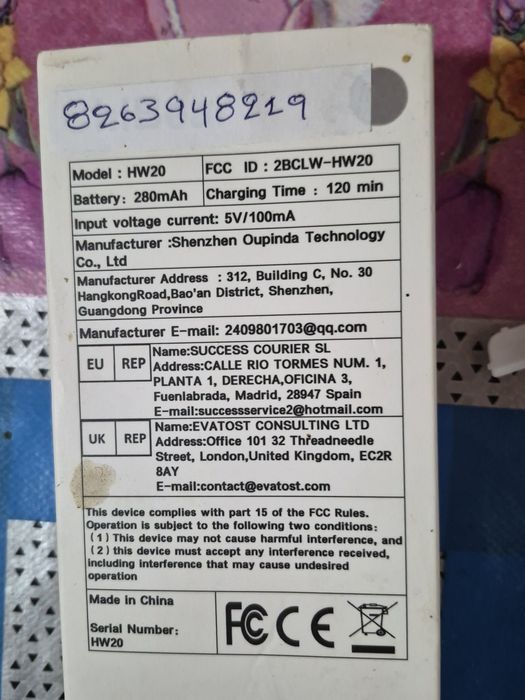 8263948219
Model : HW20
FCC ID : 2BCLW-HW20
Battery: 280mAh
Charging Time : 120 min
Input voltage current: 5V/100mA
Manufacturer :Shenzhen Oupinda Technology
Co., Ltd
Manufacturer Address : 312, Building C, No. 30
HangkongRoad,Bao'an District, Shenzhen,
Guangdong Province
Manufacturer E-mail: 2409801703@qq.com
EU REP
Name:SUCCESS COURIER SL
Address:CALLE RIO TORMES NUM. 1,
PLANTA 1, DERECHA,OFICINA 3,
Fuenlabrada, Madrid, 28947 Spain
E-mail:successservice2@hotmail.com
UK REP
Name:EVATOST CONSULTING LTD
Address:Office 101 32 Threadneedle
Street, London,United Kingdom, EC2R
8AY
E-mail:contact@evatost.com
This device complies with part 15 of the FCC Rules.
Operation is subject to the following two conditions:
(1) This device may not cause harmful interference, and
(2) this device must accept any interference received,
including interference that may cause undesired
operation
Made in China
Serial Number:
HW20
FC CE